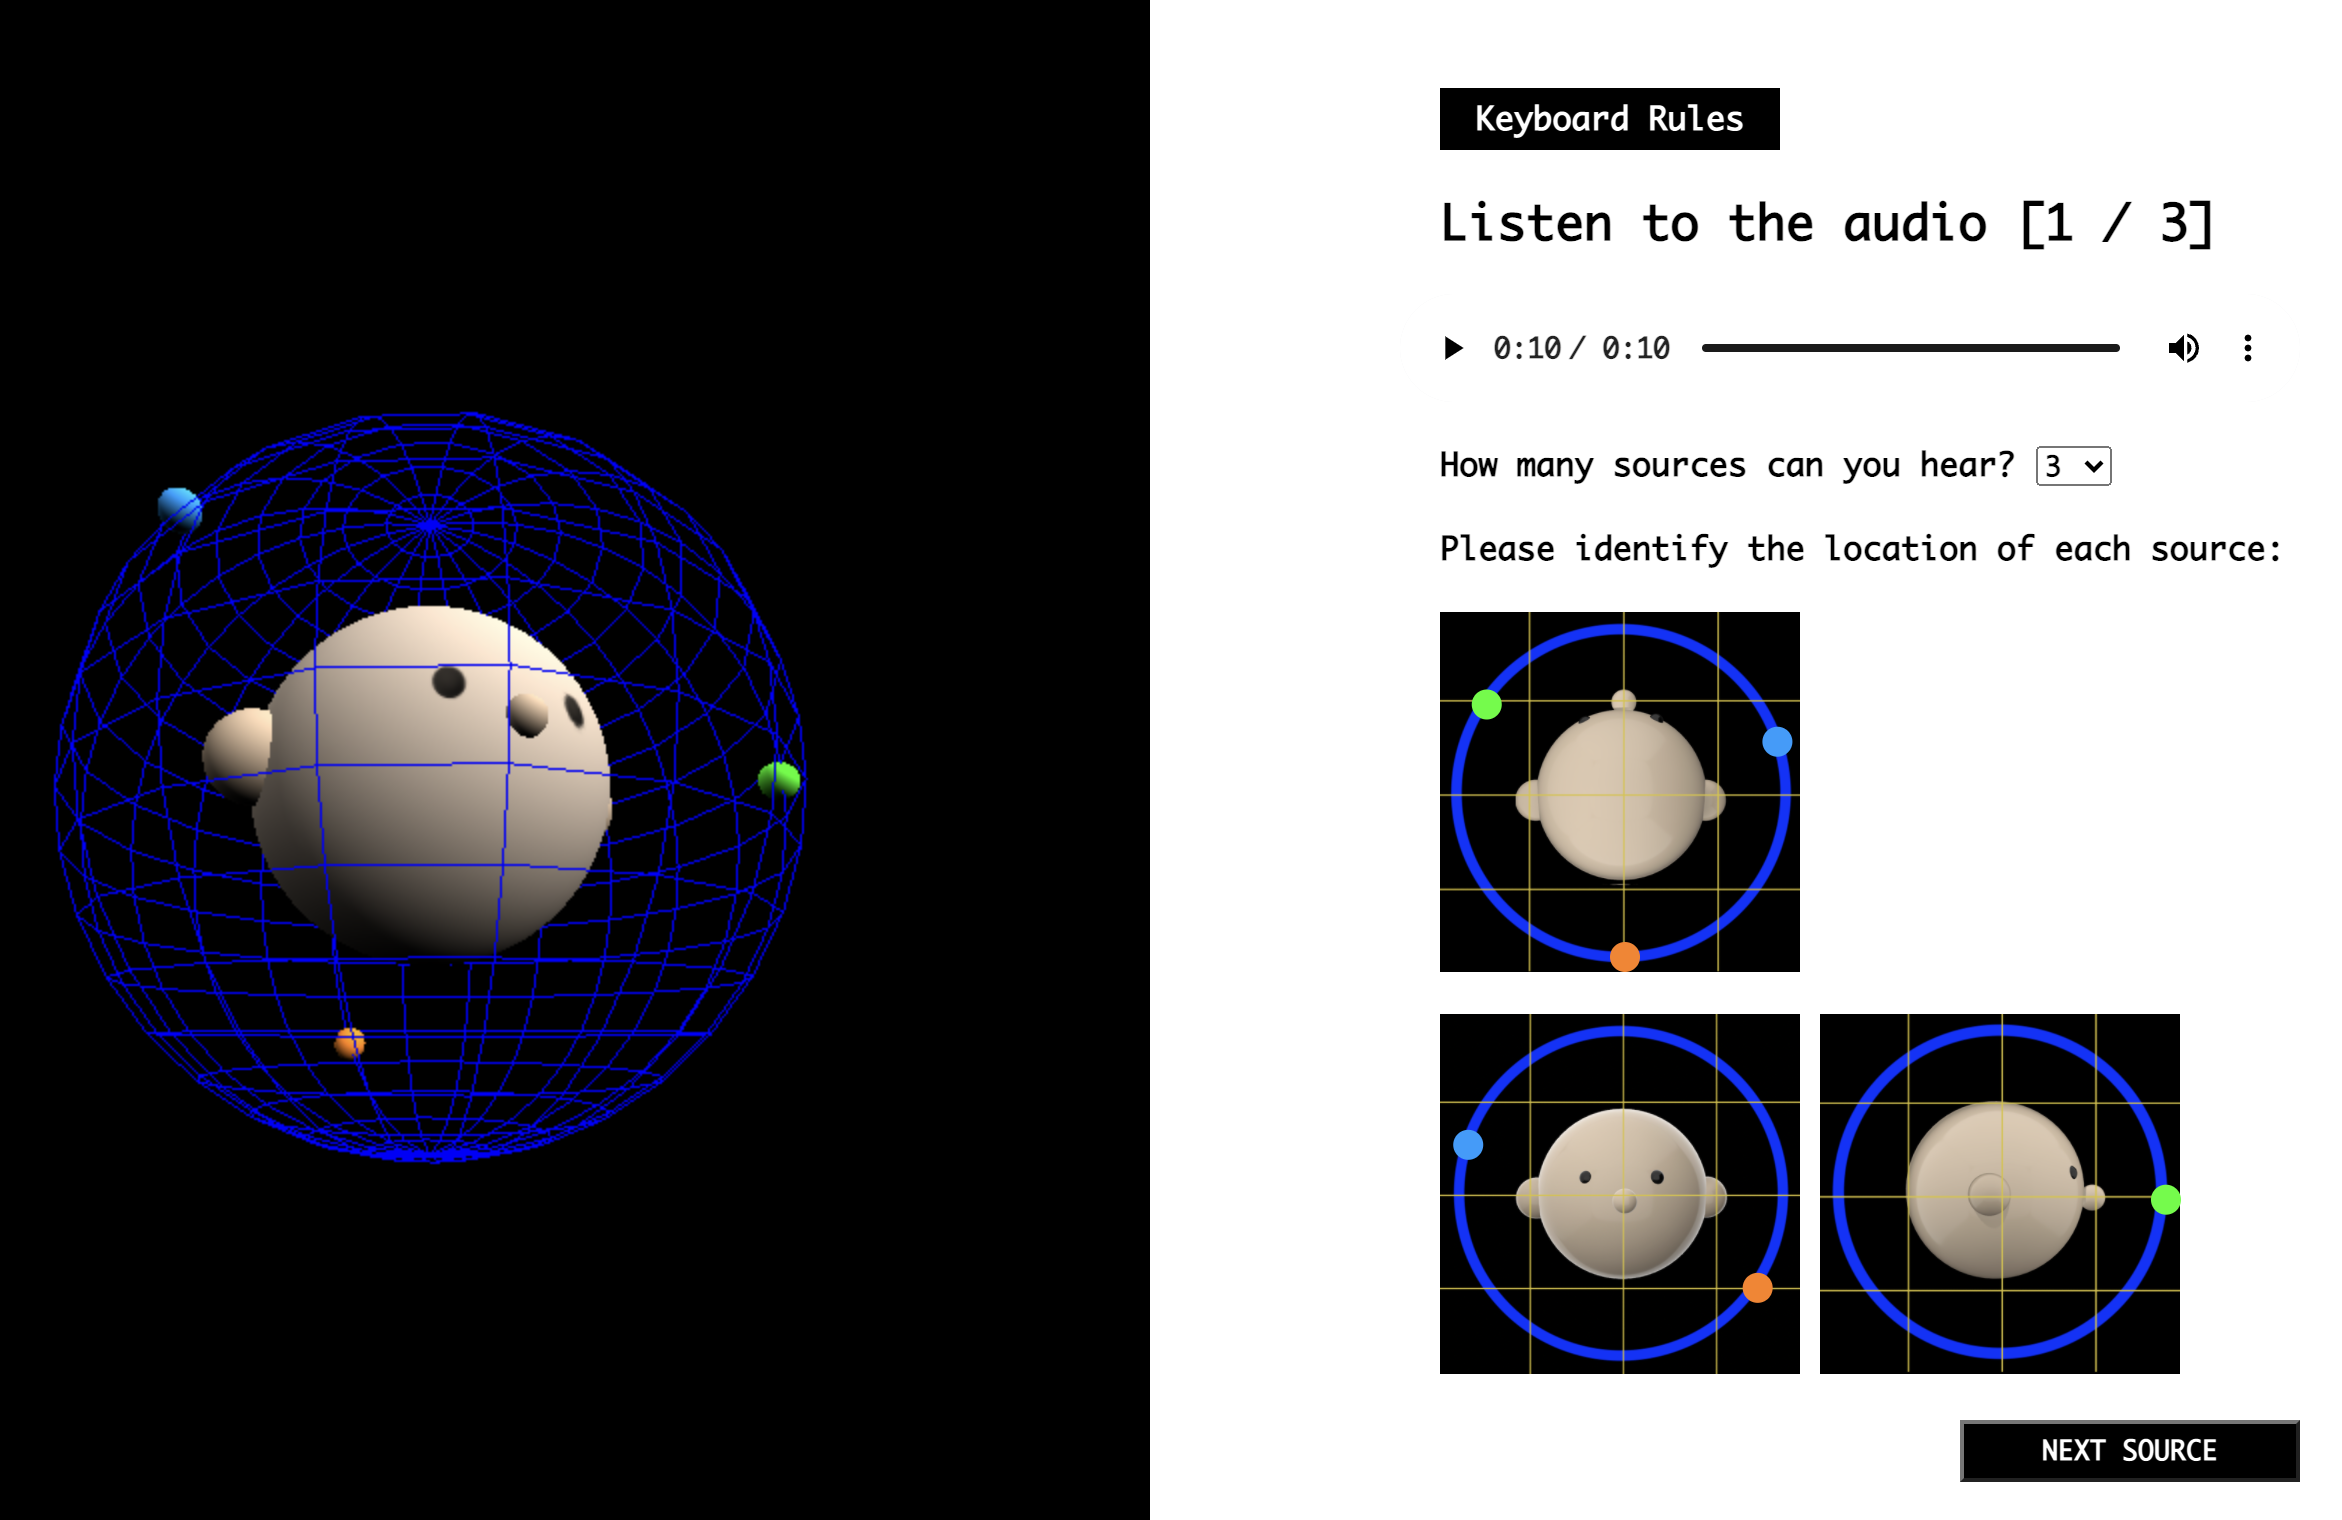 Keyboard Rules
Listen to the audio [1 / 3]
0:10 / 0:10
How many sources can you hear? 3
Please identify the location of each source:
NEXT SOURCE